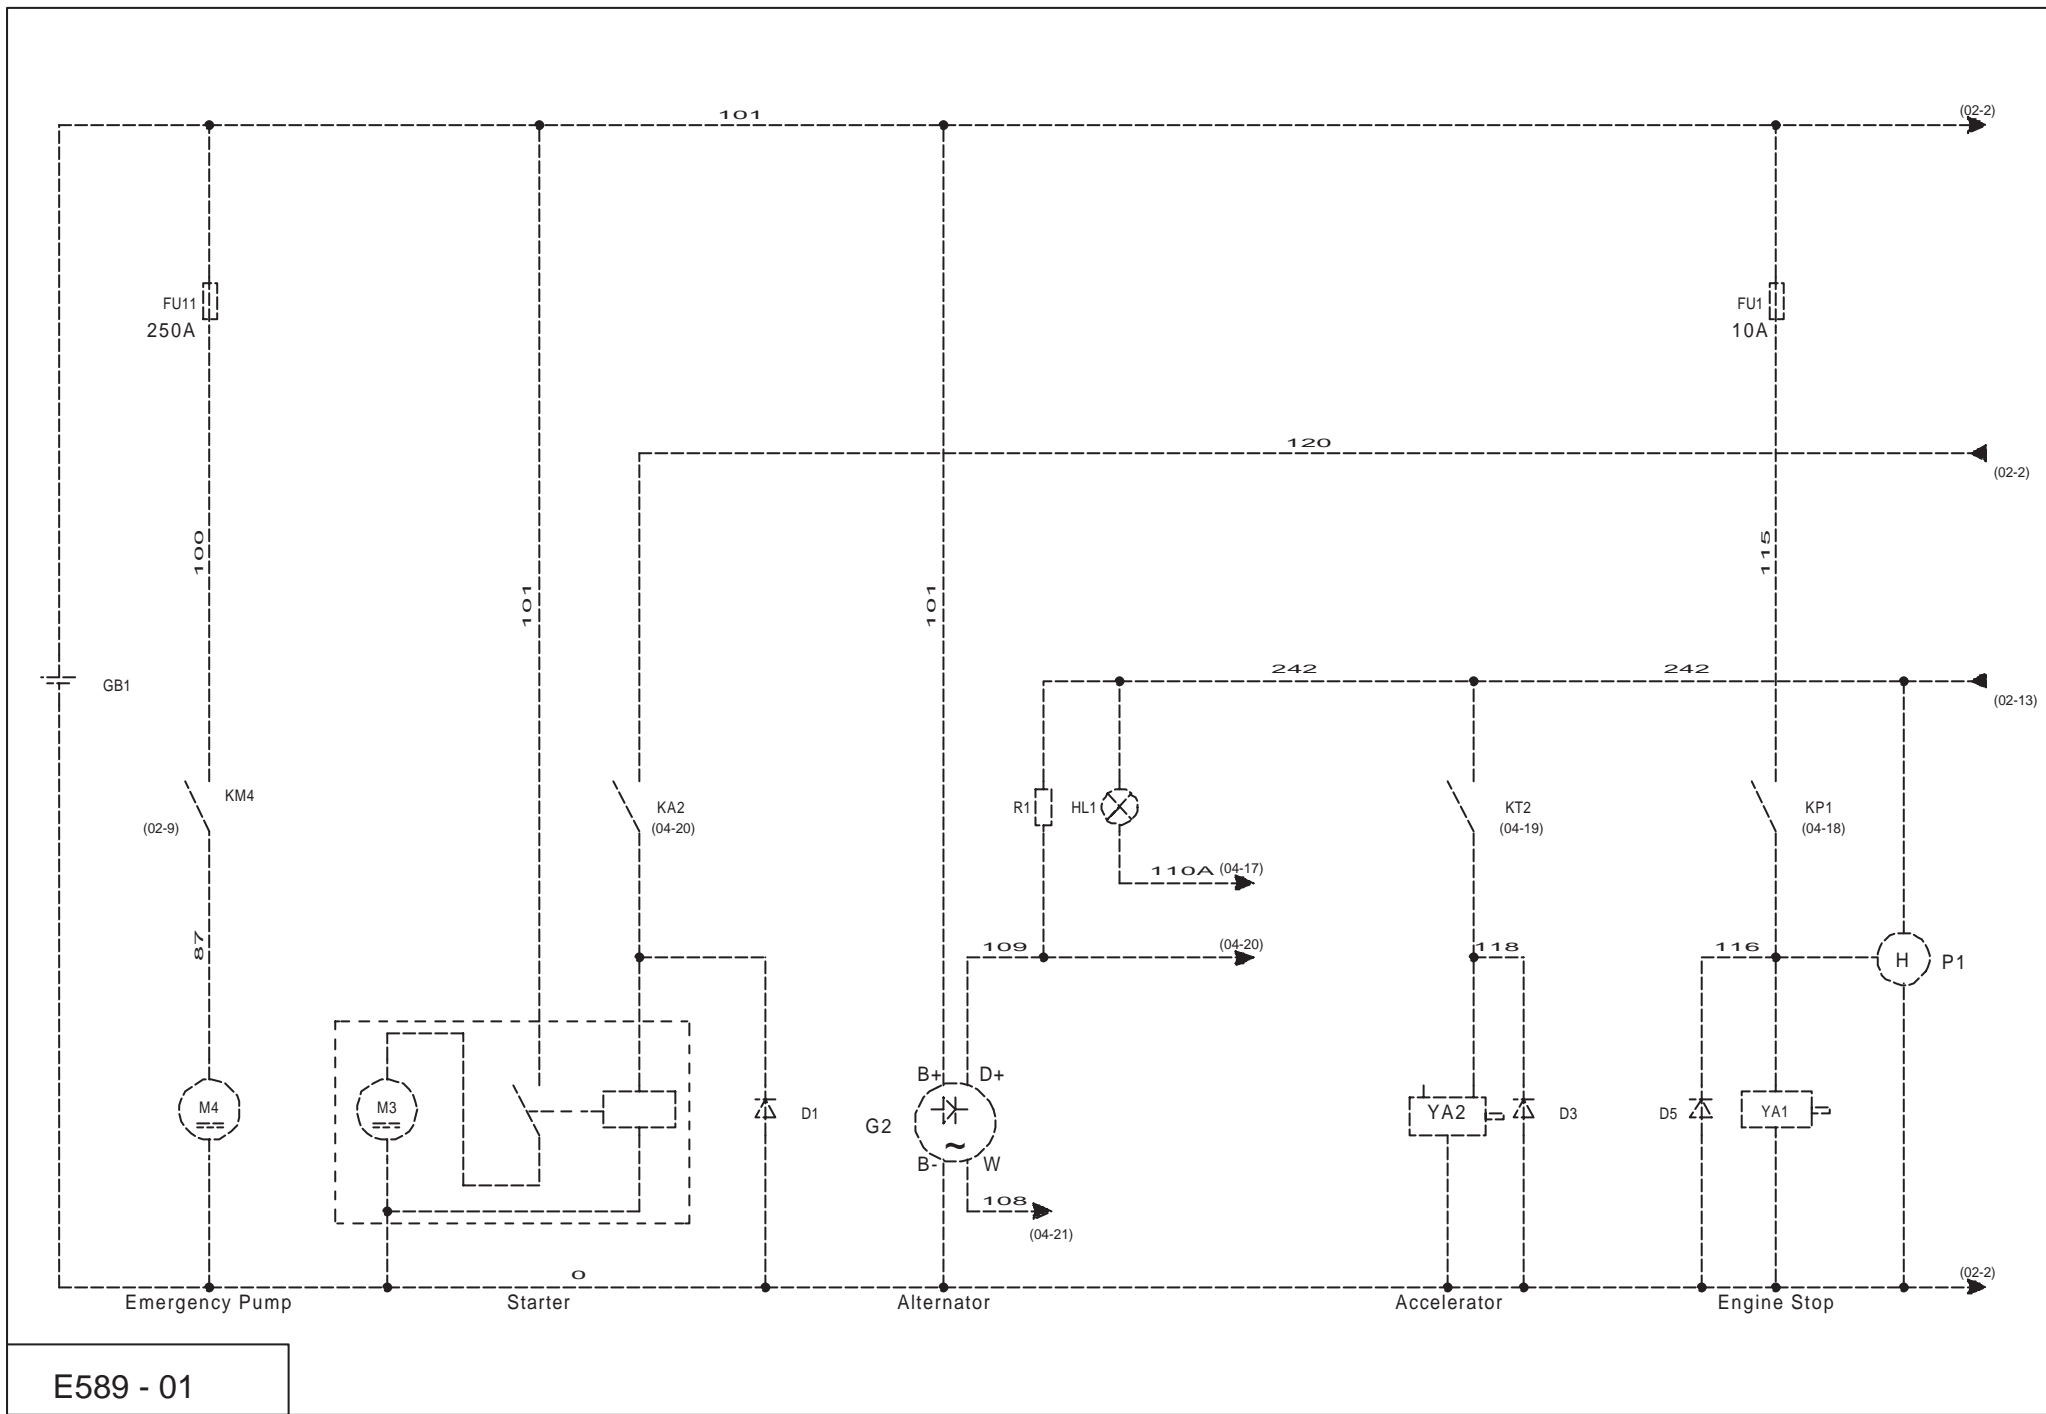 (02-2)
101
FU11
250A
FU1
10A
120
(02-2)
100
115
101
101
242
242
GB1
(02-13)
KM4
(02-9)
KA2
(04-20)
R1
HL1
KT2
(04-19)
KP1
(04-18)
110A (04-17)
87
109
(04-20)
118
116
H
P1
B+
D+
M4
M3
D1
G2
~
YA2
D3
D5
YA1
B-
W
108
(04-21)
0
(02-2)
Emergency Pump
Starter
Alternator
Accelerator
Engine Stop
E589 - 01